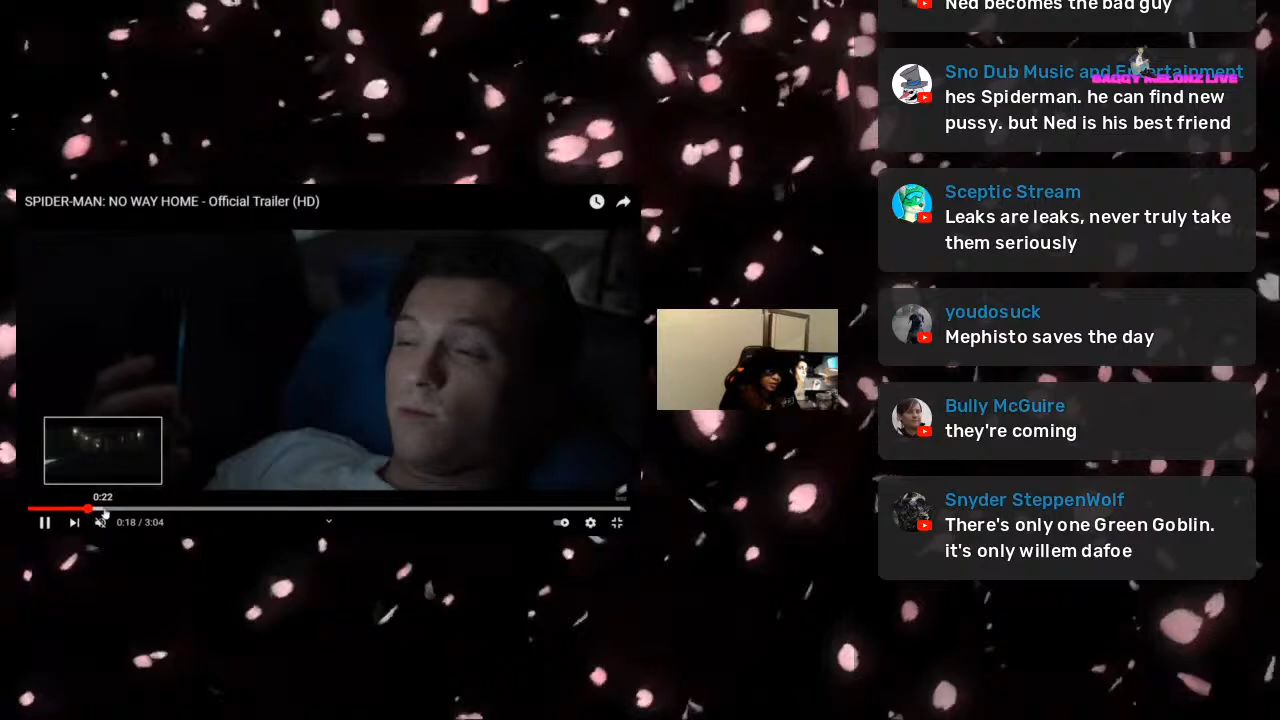 Ned becomes the bad guy
Sno Dub Music and Entertainment
BAGGY MELONZ LIVE
hes Spiderman. he can find new
pussy. but Ned is his best friend
Sceptic Stream
Leaks are leaks, never truly take
them seriously
youdosuck
Mephisto saves the day
Bully McGuire
they're coming
Snyder SteppenWolf
There's only one Green Goblin.
it's only willem dafoe
SPIDER-MAN: NO WAY HOME - Official Trailer (HD)
0:22
0:18 / 3:04